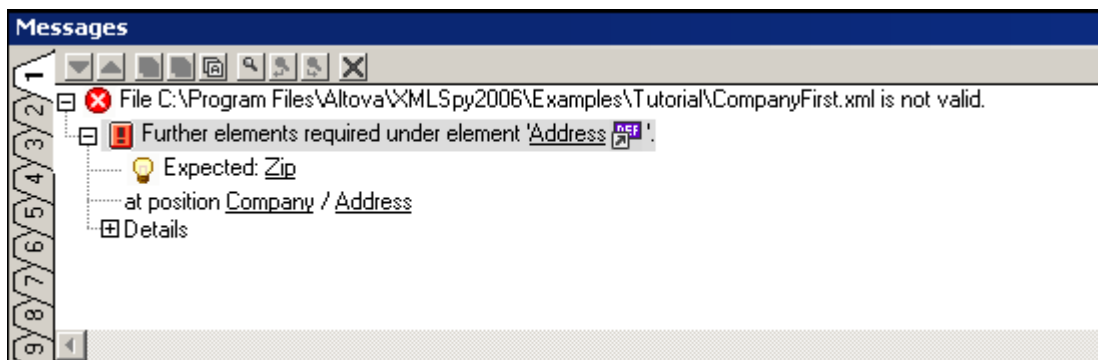 Messages
File C:\Program Files\Altova\XMLSpy2006\Examples\Tutorial\CompanyFirst.xml is not valid.
Further elements required under element 'Address DEF '.
Expected: Zip
at position Company / Address
Details
1
2
3
4
5
6
7
8
9